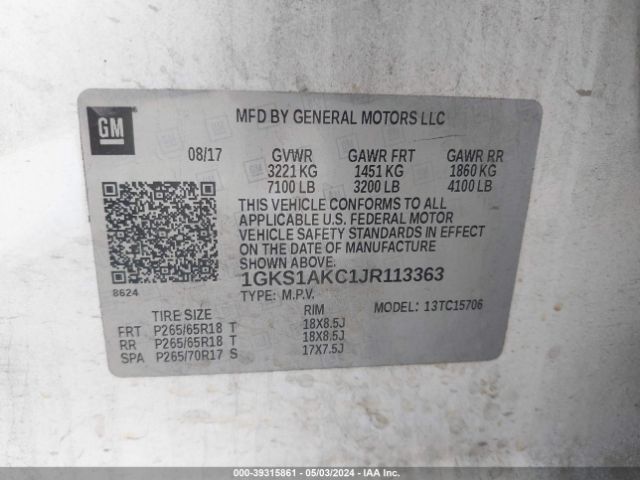 GM
MFD BY GENERAL MOTORS LLC
08/17 GVWR GAWR FRT GAWR RR
3221 KG 1451 KG 1860 KG
7100 LB 3200 LB 4100 LB
THIS VEHICLE CONFORMS TO ALL
APPLICABLE U.S. FEDERAL MOTOR
VEHICLE SAFETY STANDARDS IN EFFECT
ON THE DATE OF MANUFACTURE
SHOWN ABOVE.
1GKS1AKC1JR113363
8624
TYPE: M.P.V. MODEL: 13TC15706
TIRE SIZE RIM
FRT P265/65R18 T 18X8.5J
RR P265/65R18 T 18X8.5J
SPA P265/70R17 S 17X7.5J
000-39315861 - 05/03/2024 - IAA Inc.